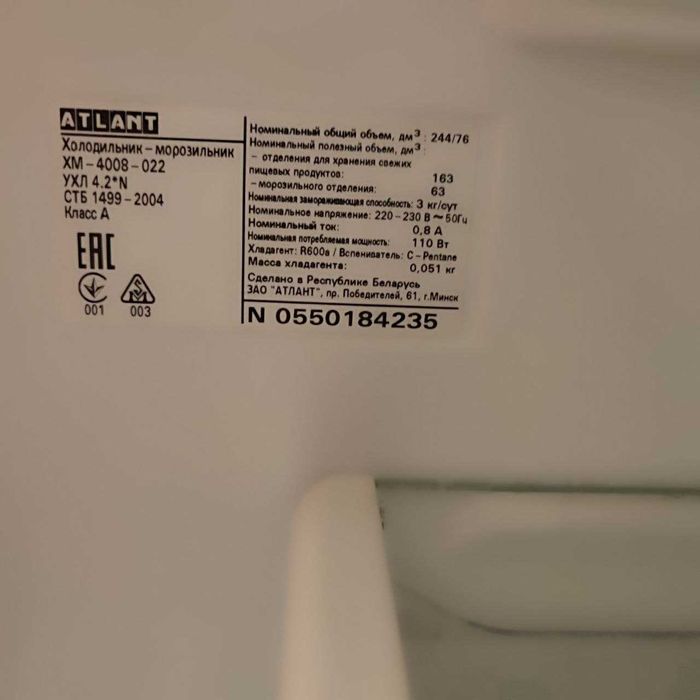 ATLANT
Холодильник – морозильник
ХМ – 4008 – 022
УХЛ 4.2*N
СТБ 1499 – 2004
Класс А
ЕАС
001
003
Номинальный общий объем, дм³ : 244/76
Номинальный полезный объем, дм³ :
– отделения для хранения свежих
пищевых продуктов: 163
– морозильного отделения: 63
Номинальная замораживающая способность: 3 кг/сут
Номинальное напряжение: 220 – 230 В ~ 50Гц
Номинальный ток: 0,8 А
Номинальная потребляемая мощность: 110 Вт
Хладагент: R600a / Вспениватель: C – Pentane
Масса хладагента: 0,051 кг
Сделано в Республике Беларусь
ЗАО "АТЛАНТ", пр. Победителей, 61, г.Минск
N 0550184235